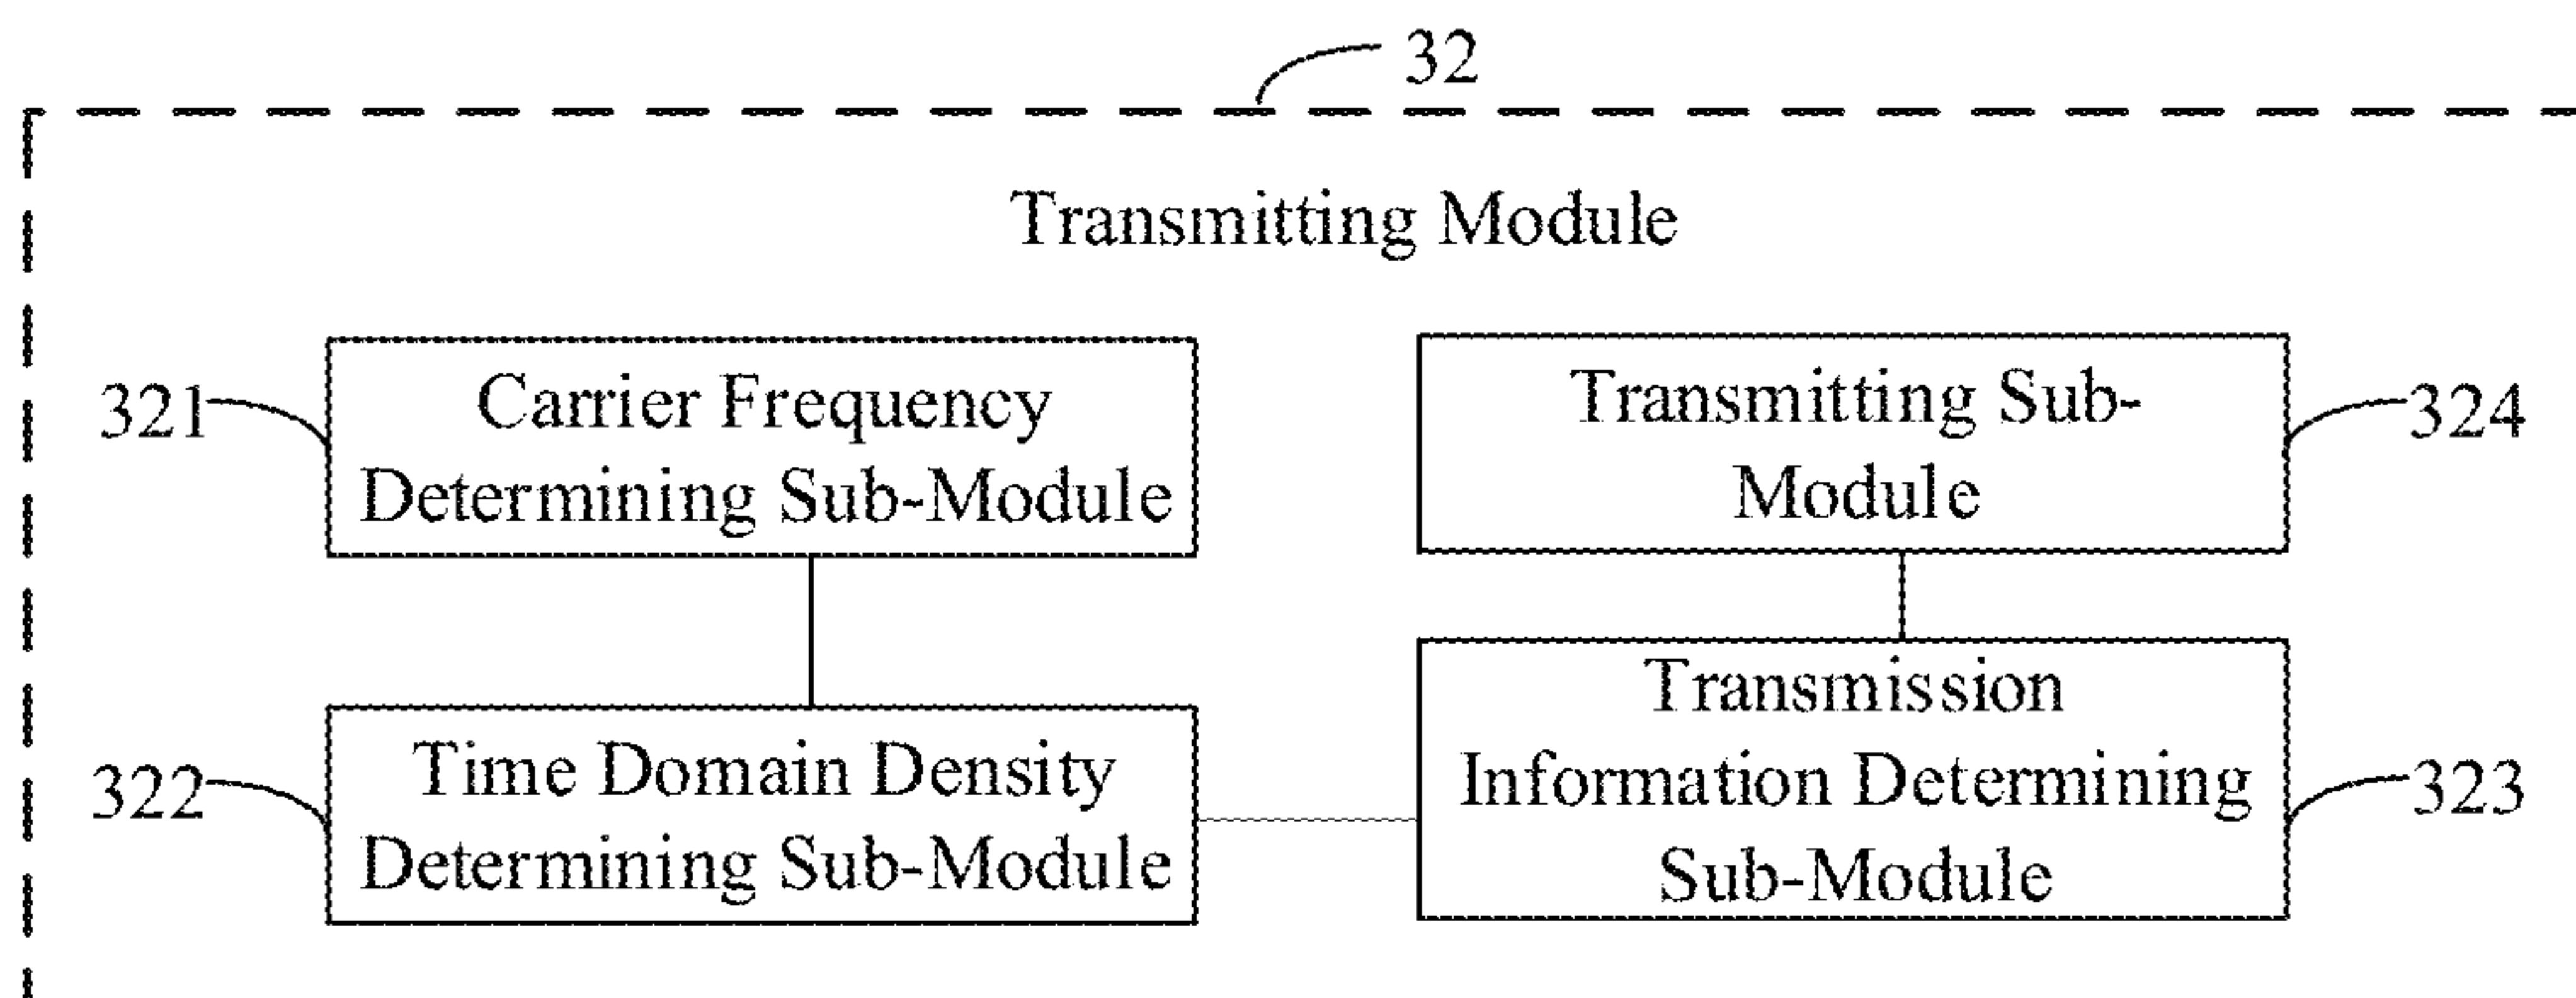 32
Transmitting Module
321
Carrier Frequency
Determining Sub-Module
Transmitting Sub-
Module
324
322
Time Domain Density
Determining Sub-Module
Transmission
Information Determining
Sub-Module
323